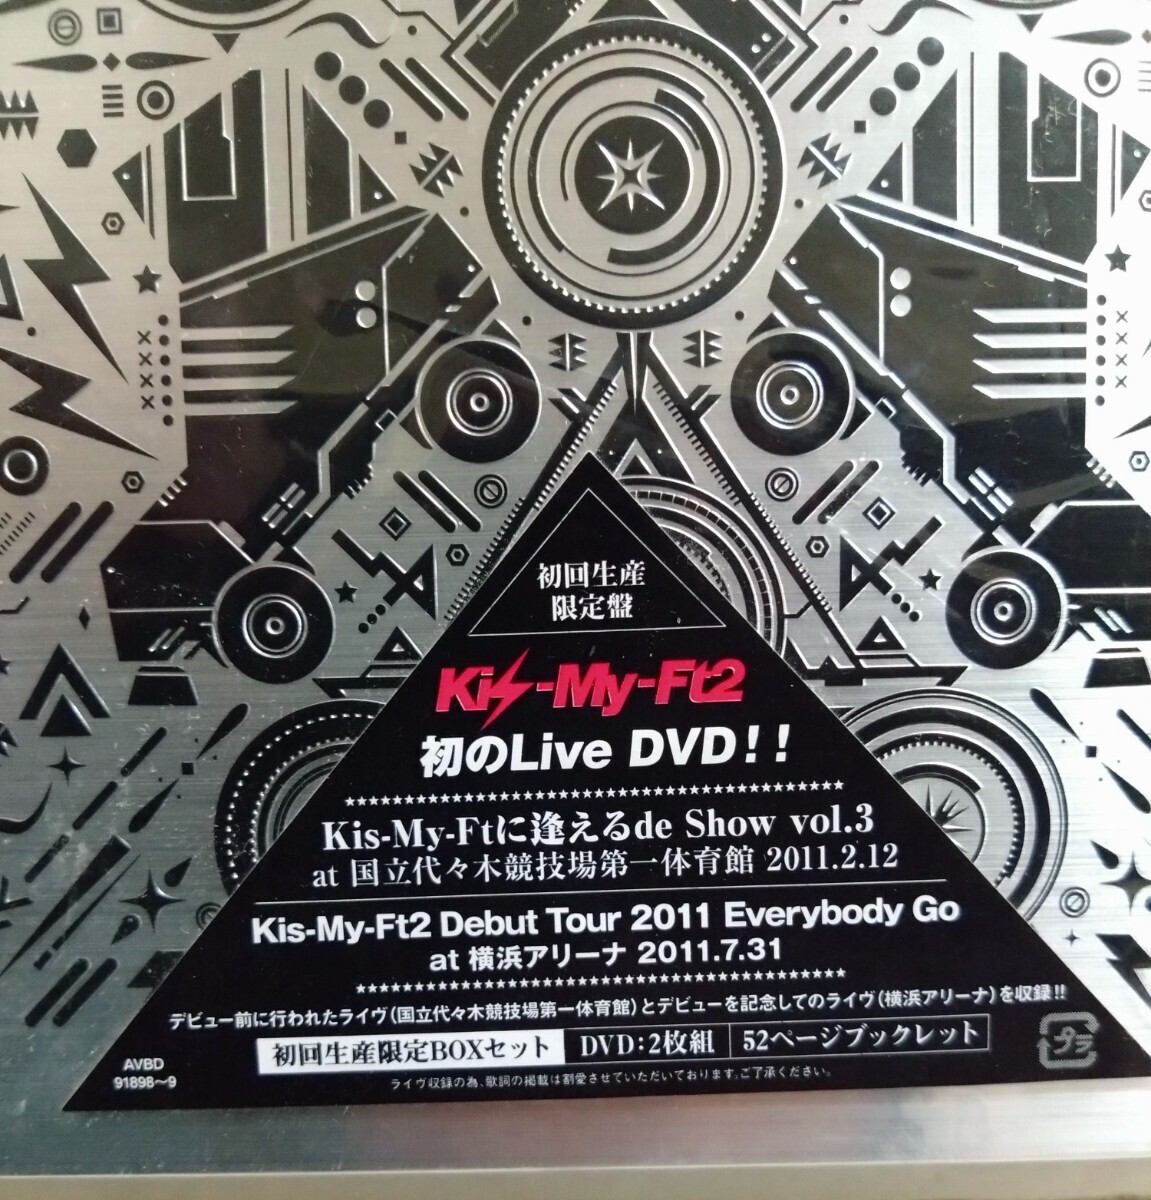 初回生産
限定盤
Kis-My-Ft2
初のLive DVD!!
Kis-My-Ftに逢えるde Show vol.3
at 国立代々木競技場第一体育館 2011.2.12
Kis-My-Ft2 Debut Tour 2011 Everybody Go
at 横浜アリーナ 2011.7.31
デビュー前に行われたライヴ(国立代々木競技場第一体育館)とデビューを記念してのライヴ(横浜アリーナ)を収録!!
初回生産限定BOXセット DVD:2枚組 52ページブックレット
ライヴ収録の為、歌詞の掲載は割愛させていただいております。ご了承ください。
AVBD
91898〜9
プラ